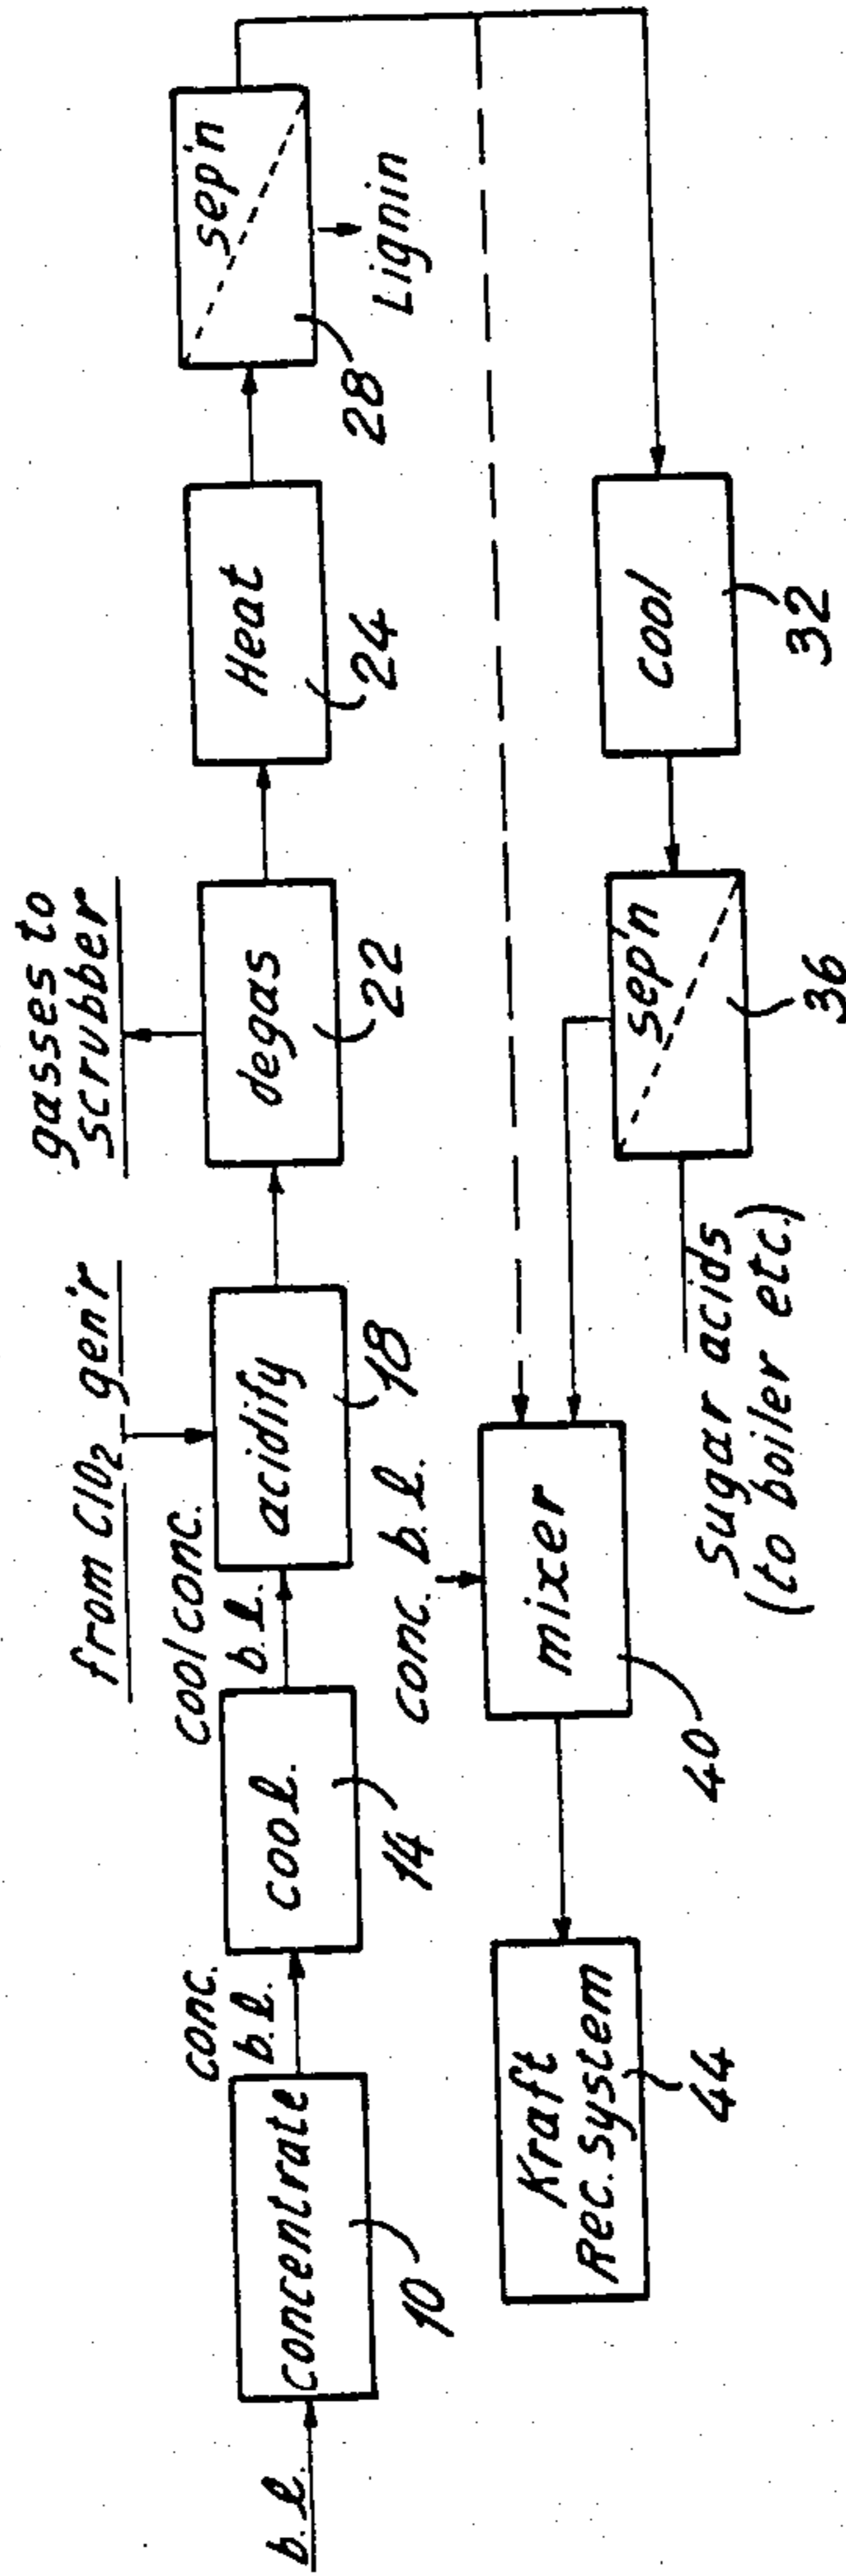 b.l.
concentrate
10
conc.
b.l.
cool
14
cool conc.
b.l.
from ClO2 gen'r
acidify
18
gasses to
scrubber
degas
22
Heat
24
sep'n
28
Lignin
cool
32
sep'n
36
Sugar acids
(to boiler etc.)
conc. b.l.
mixer
40
Kraft
Rec. System
44